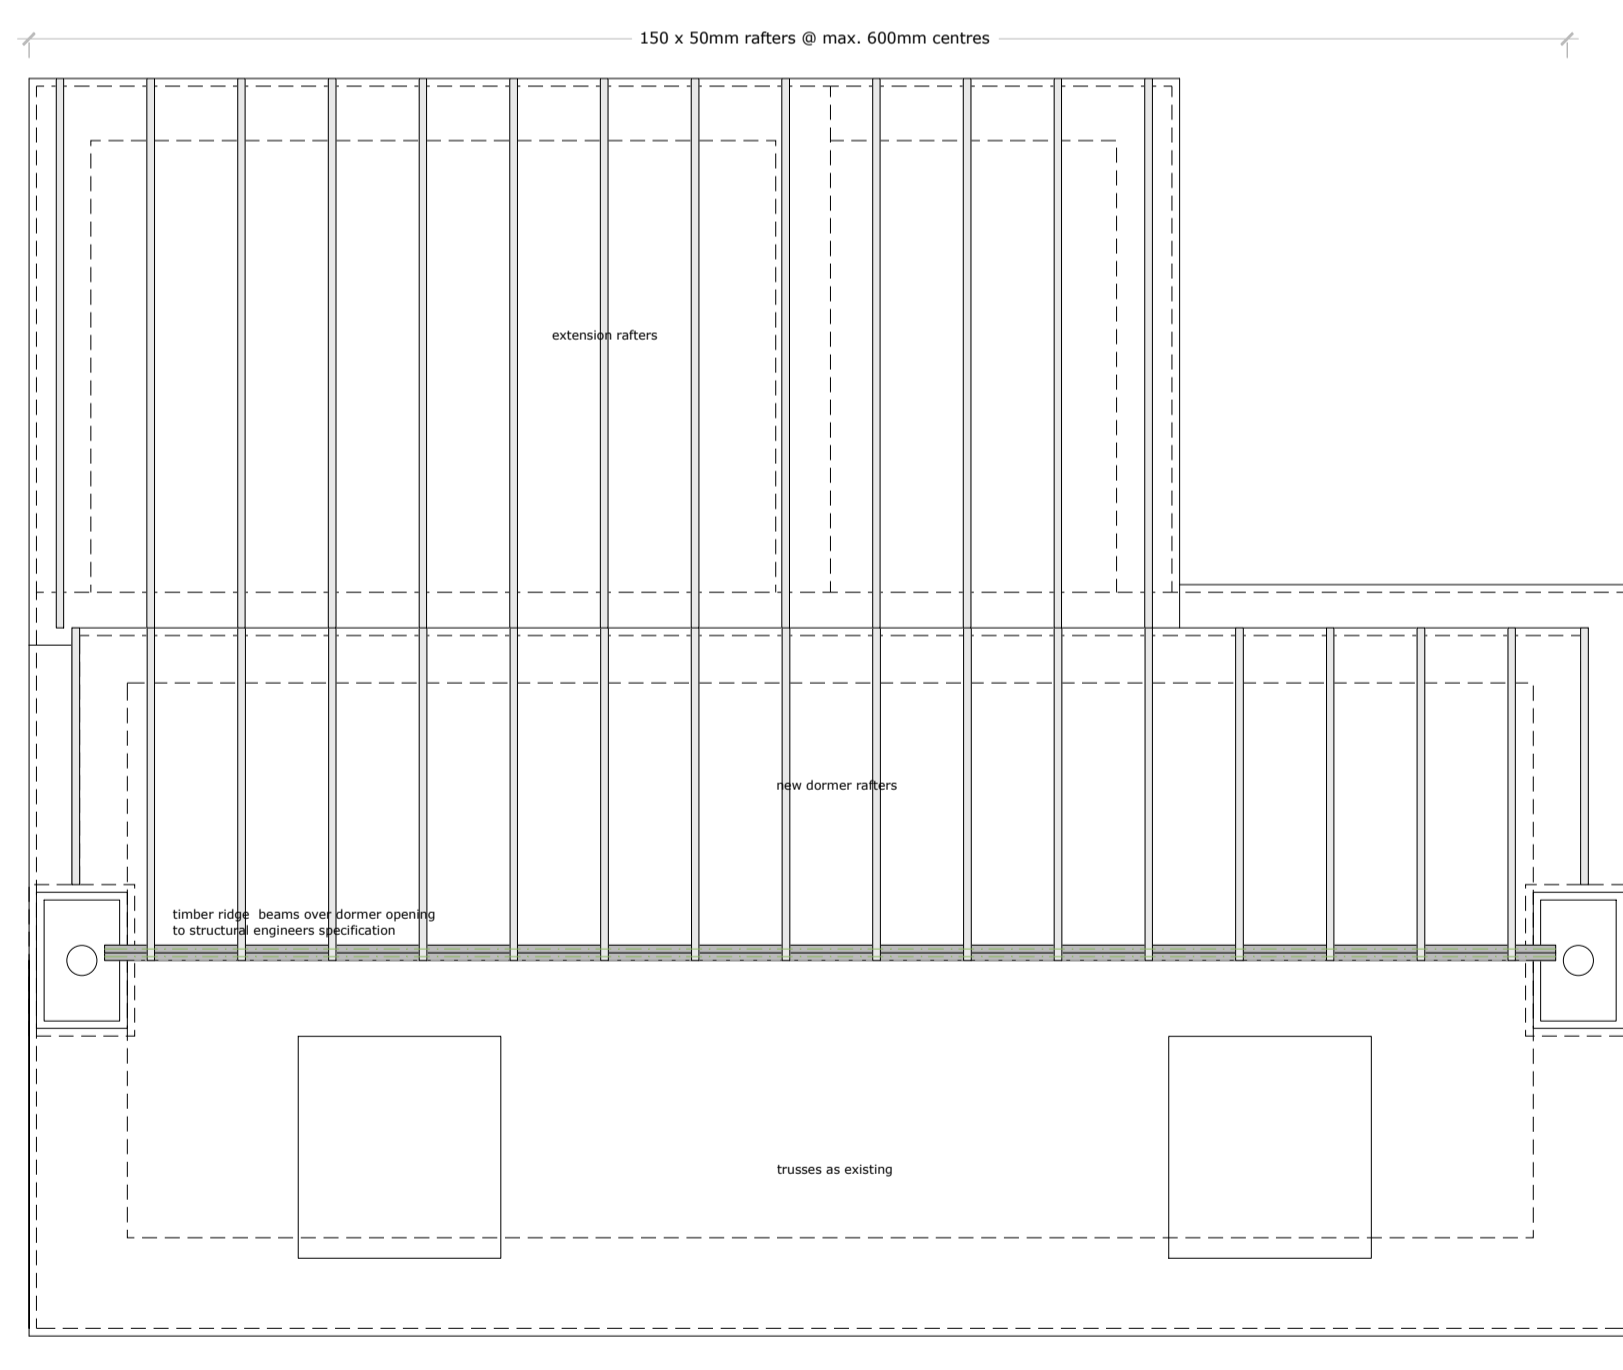 150 x 50mm rafters @ max. 600mm centres
extension rafters
new dormer rafters
timber ridge  beams over dormer opening
to structural engineers specification
trusses as existing